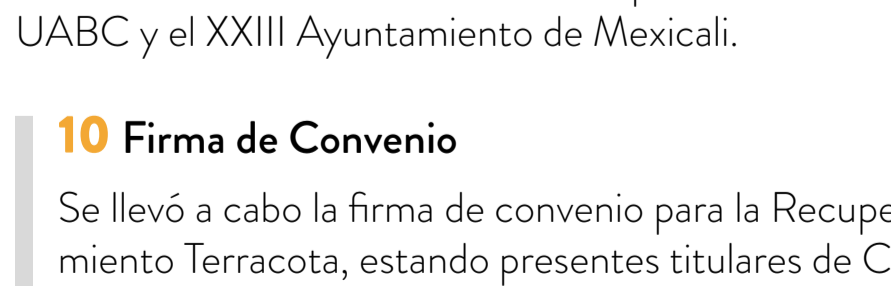 UABC y el XXIII Ayuntamiento de Mexicali.
10 Firma de Convenio
Se llevó a cabo la firma de convenio para la
miento Terracota, estando presentes titulares de